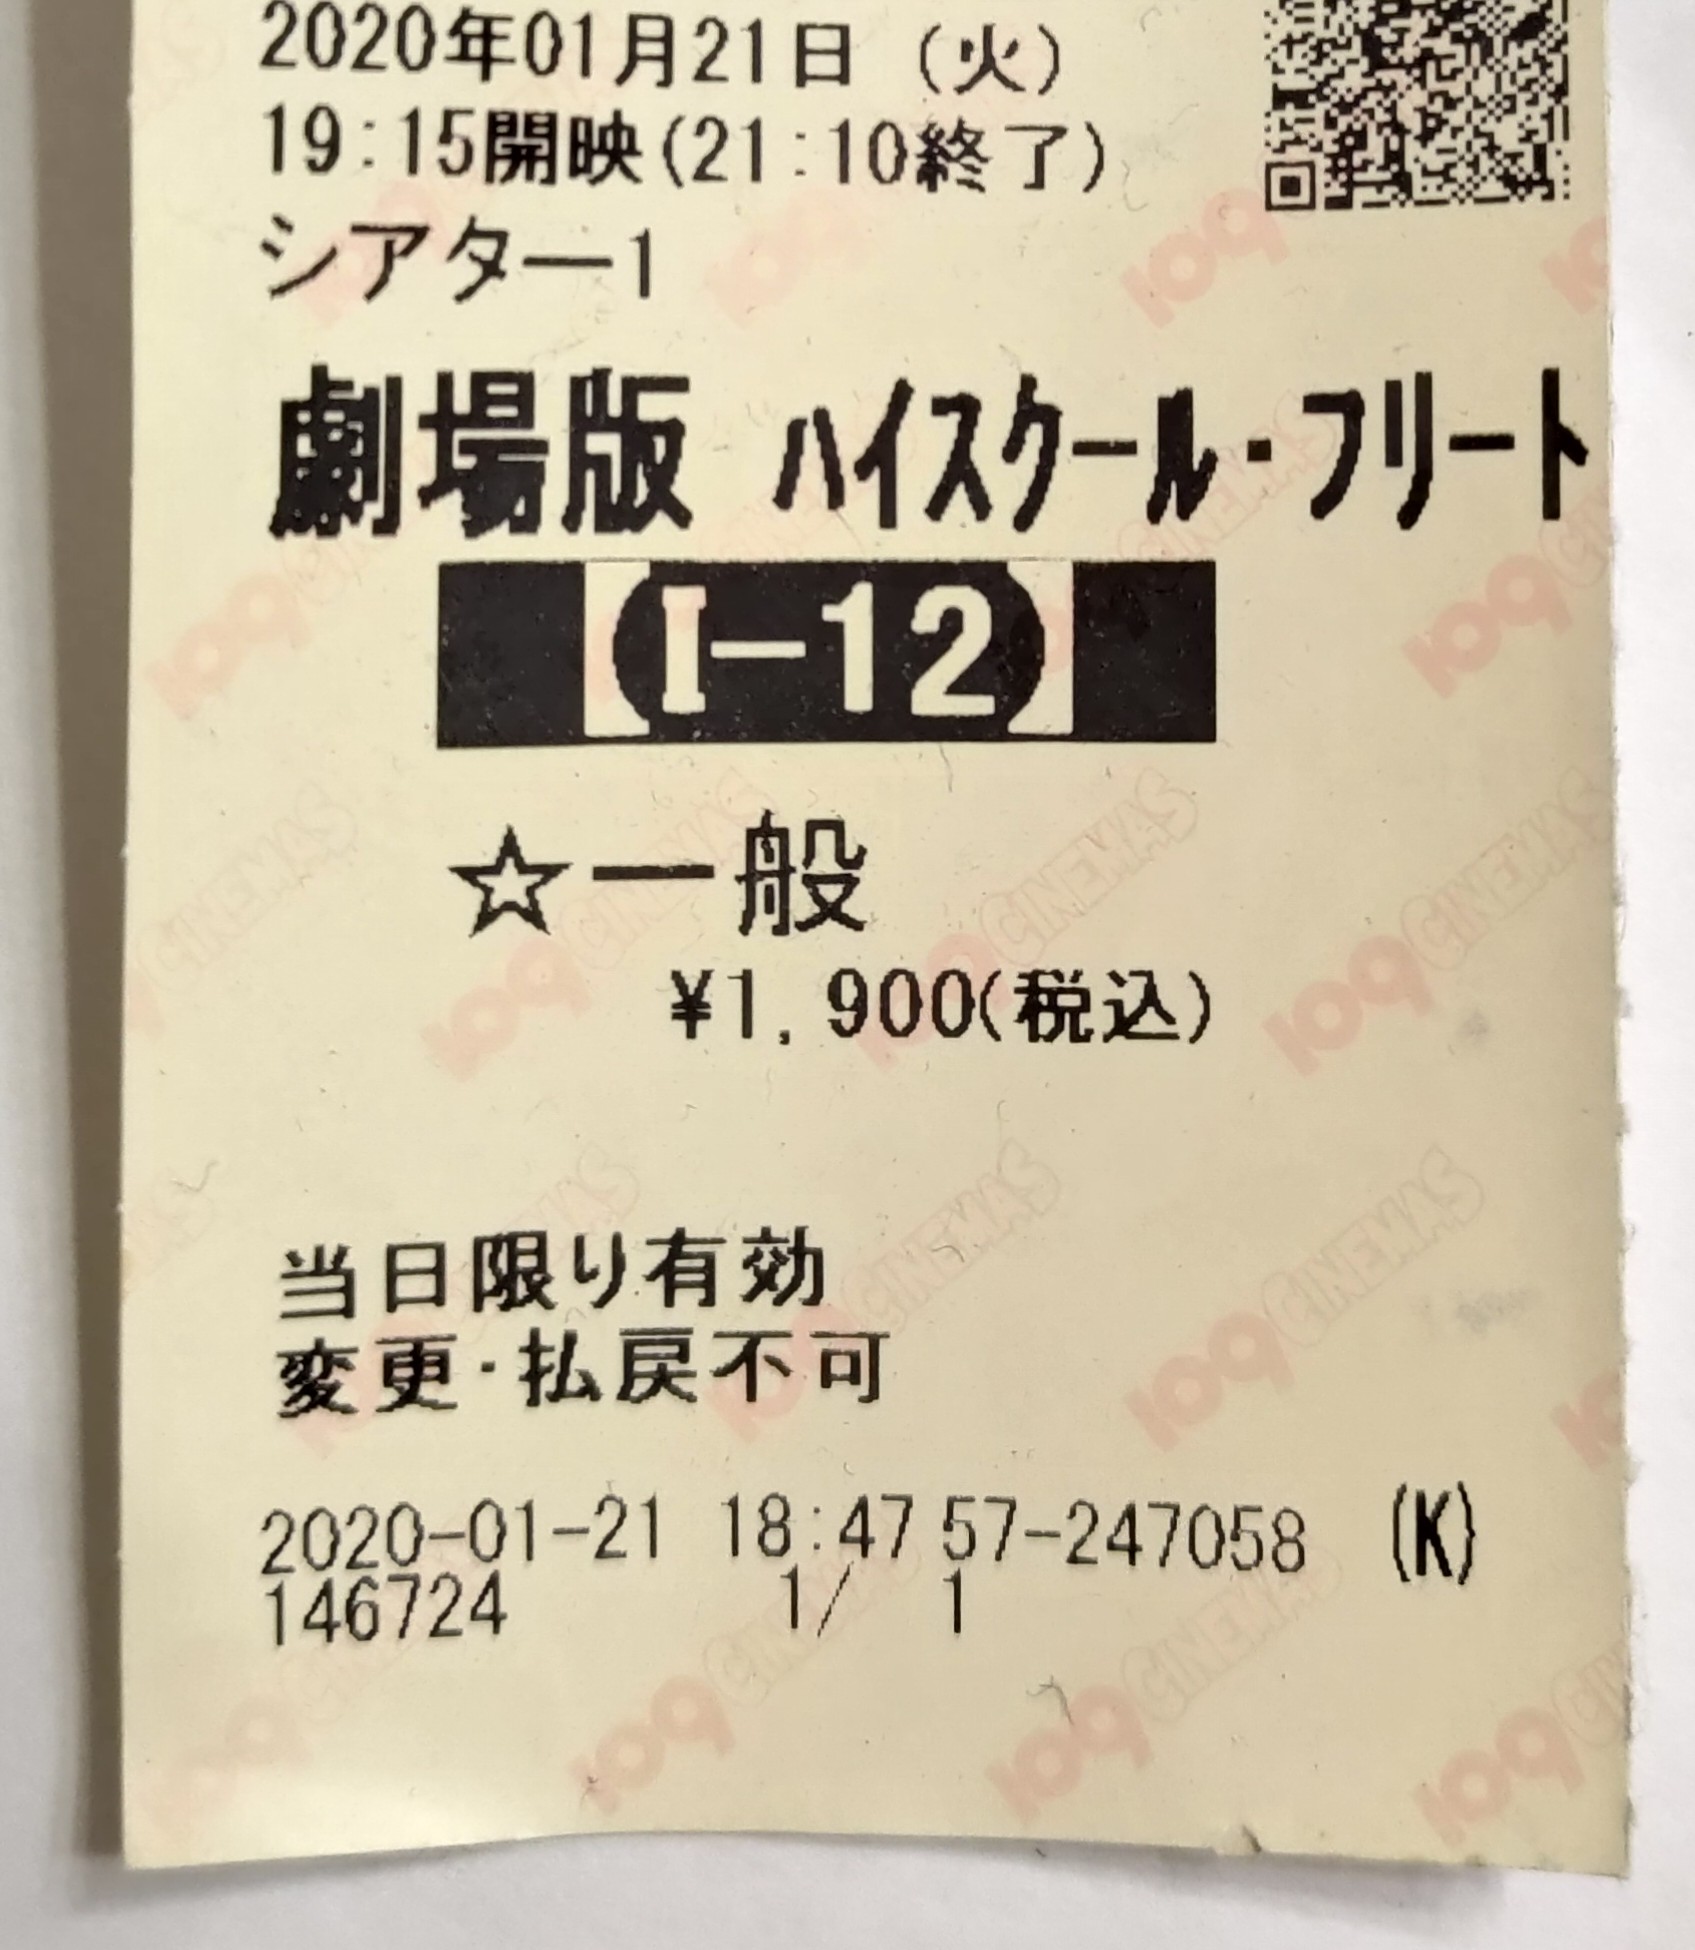 2020年01月21日 (火)
19:15開映(21:10終了)
シアター1
劇場版 ハイスクール・フリート
【I-12】
☆一般
¥1,900(税込)
当日限り有効
変更・払戻不可
2020-01-21 18:47 57-247058 (K)
146724 1/ 1
109 CINEMAS